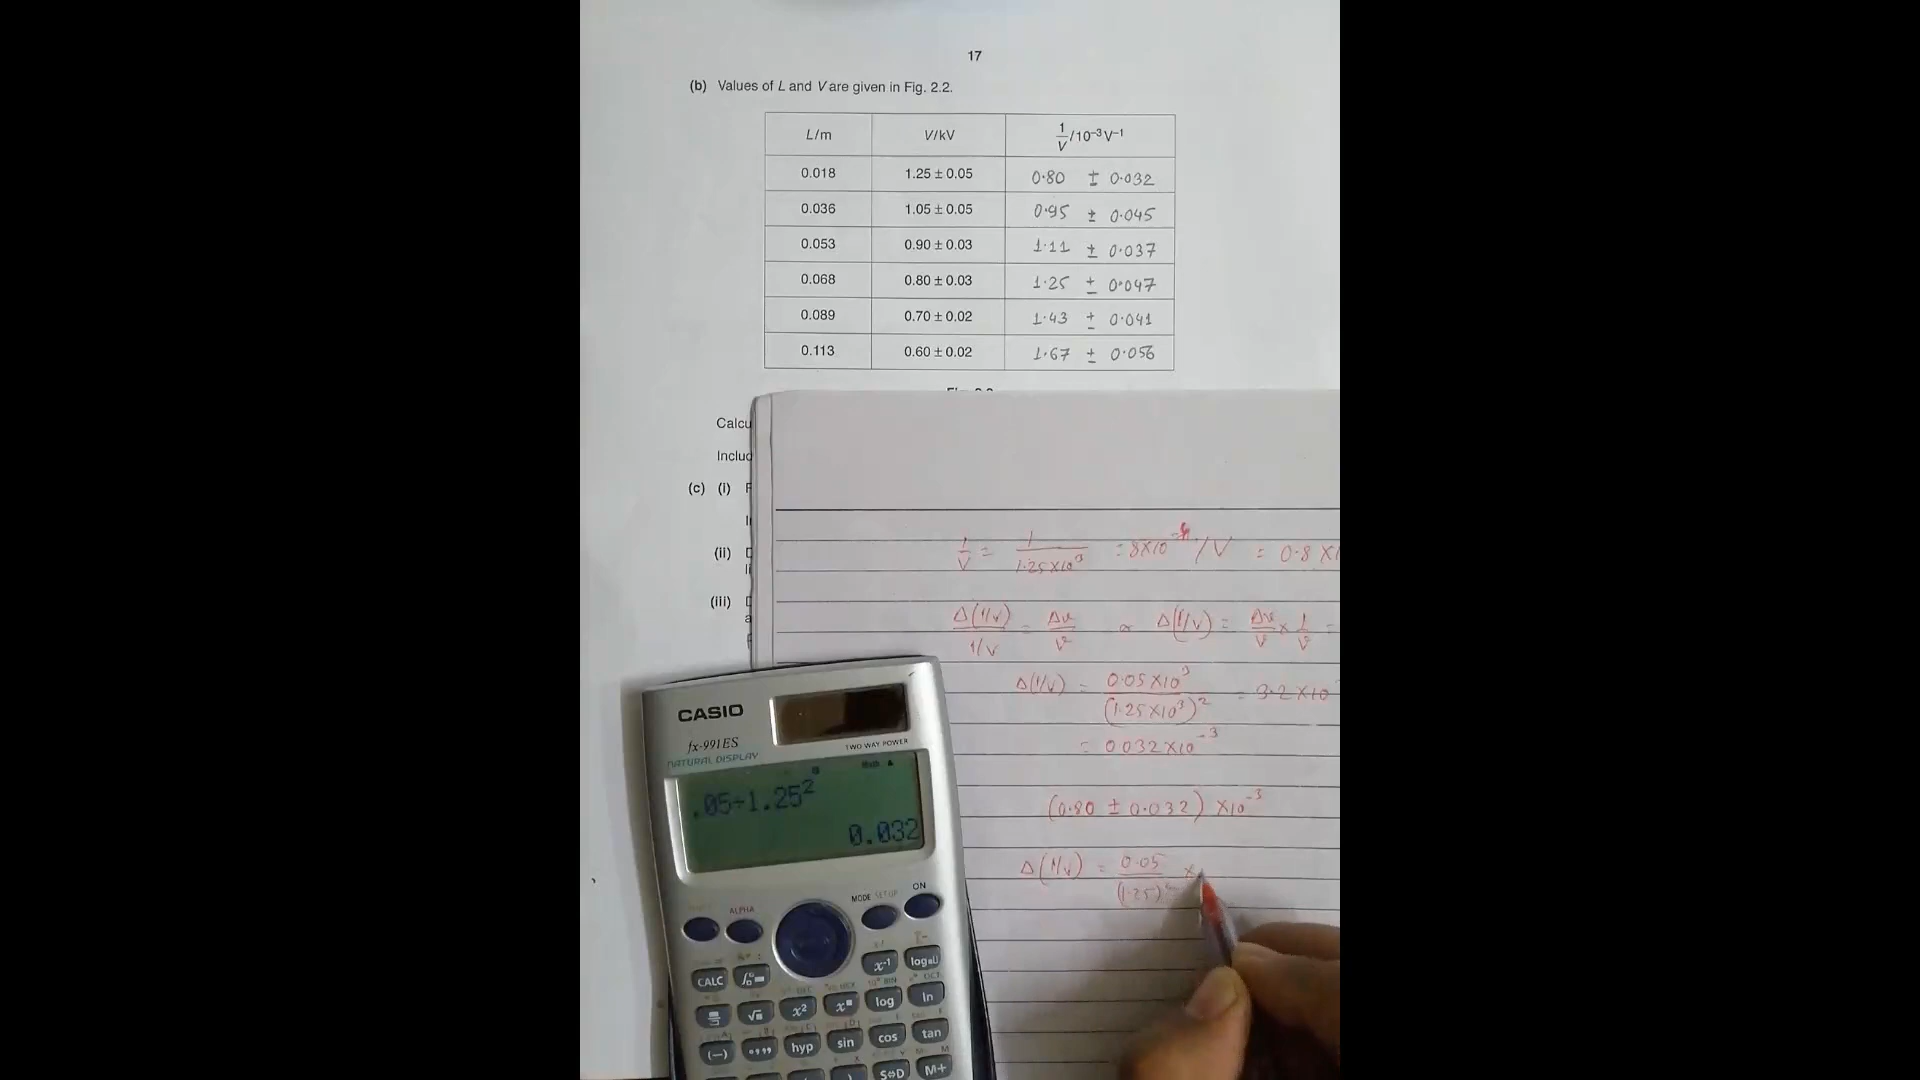 17
(b) Values of L and V are given in Fig. 2.2.
L/m V/kV 1/V /10⁻³V⁻¹
0.018 1.25 ± 0.05 0.80 ± 0.032
0.036 1.05 ± 0.05 0.95 ± 0.045
0.053 0.90 ± 0.03 1.11 ± 0.037
0.068 0.80 ± 0.03 1.25 ± 0.047
0.089 0.70 ± 0.02 1.43 ± 0.041
0.113 0.60 ± 0.02 1.67 ± 0.056
Calcu
Includ
(c) (i)
(ii)
(iii)
1/V = 1/(1.25×10³) = 8×10⁻⁴ /V = 0.8 ×1
Δ(1/V)/(1/V) = ΔV/V or Δ(1/V) = ΔV/V × 1/V =
Δ(1/V) = 0.05×10³/(1.25×10³)² = 3.2×10
= 0.032×10⁻³
(0.80 ± 0.032) ×10⁻³
Δ(1/V) = 0.05/(1.25)² ×
CASIO
fx-991ES
NATURAL DISPLAY
TWO WAY POWER
Math ▲
.05÷1.25²
0.032
MODE SETUP ON
ALPHA
CALC x⁻¹
√ x² log ln
(−) hyp sin cos tan
S⇔D M+